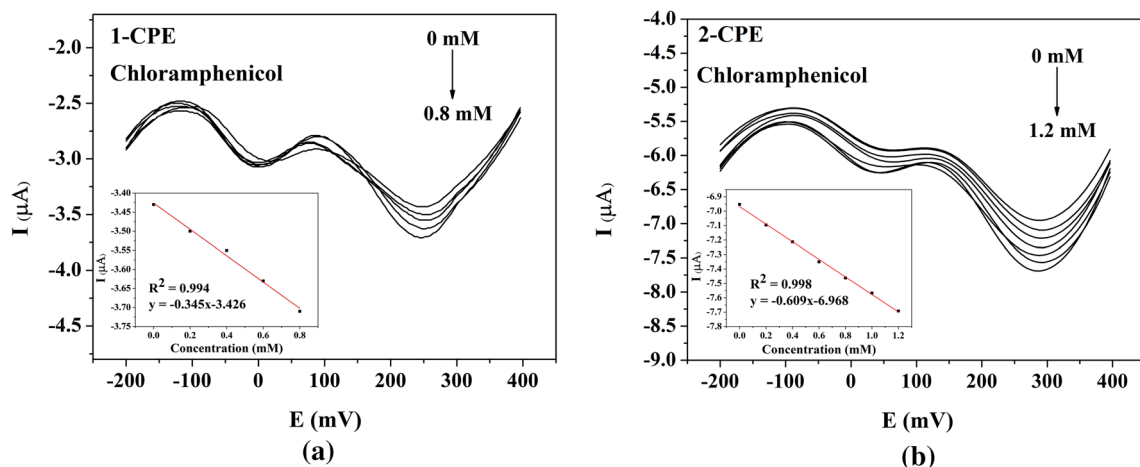 1-CPE
Chloramphenicol
0 mM
0.8 mM
-2.0
-2.5
-3.0
-3.5
-4.0
-4.5
I (μA)
-200 -100 0 100 200 300 400
E (mV)
-3.40
-3.45
-3.50
-3.55
-3.60
-3.65
-3.70
-3.75
I (μA)
R² = 0.994
y = -0.345x-3.426
0.0 0.2 0.4 0.6 0.8
Concentration (mM)
(a)
2-CPE
Chloramphenicol
0 mM
1.2 mM
-4.0
-4.5
-5.0
-5.5
-6.0
-6.5
-7.0
-7.5
-8.0
-8.5
-9.0
I (μA)
-200 -100 0 100 200 300 400
E (mV)
-6.9
-7.0
-7.1
-7.2
-7.3
-7.4
-7.5
-7.6
-7.7
-7.8
I (μA)
R² = 0.998
y = -0.609x-6.968
0.0 0.2 0.4 0.6 0.8 1.0 1.2
Concentration (mM)
(b)